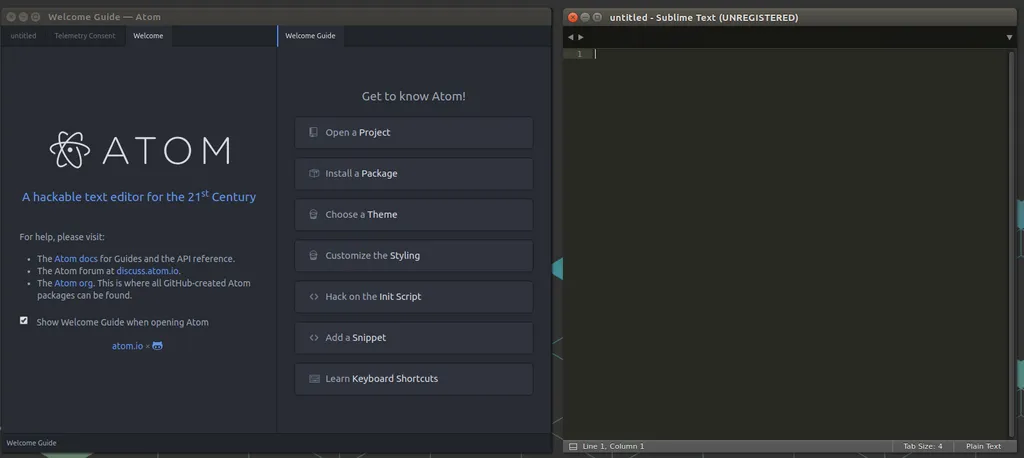 Welcome Guide — Atom
untitled
Telemetry Consent
Welcome
Welcome Guide
ATOM
A hackable text editor for the 21st Century
For help, please visit:
• The Atom docs for Guides and the API reference.
• The Atom forum at discuss.atom.io.
• The Atom org. This is where all GitHub-created Atom
packages can be found.
Show Welcome Guide when opening Atom
atom.io ×
Get to know Atom!
Open a Project
Install a Package
Choose a Theme
Customize the Styling
Hack on the Init Script
Add a Snippet
Learn Keyboard Shortcuts
Welcome Guide
untitled - Sublime Text (UNREGISTERED)
1
Line 1, Column 1
Tab Size: 4
Plain Text